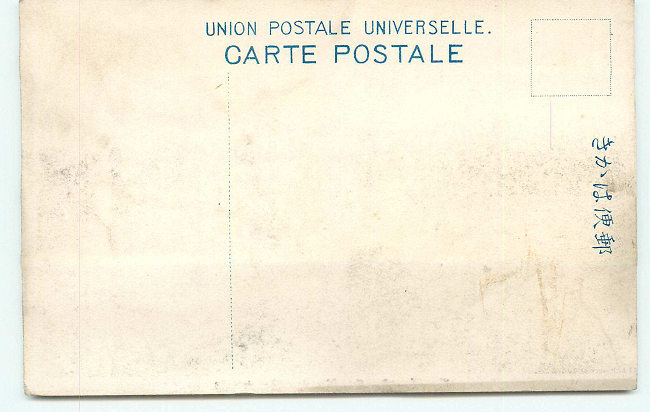 UNION POSTALE UNIVERSELLE.
CARTE POSTALE
郵便はかき